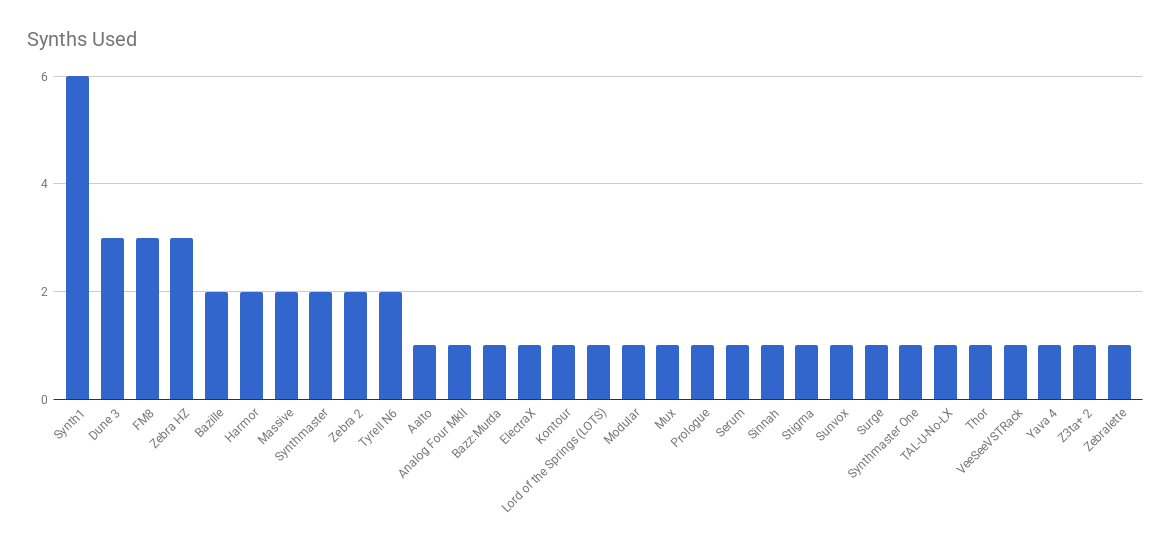 Synths Used
6
4
2
0
Synth1
Dune 3
FM8
Zebra HZ
Bazille
Harmor
Massive
Synthmaster
Zebra 2
Tyrell N6
Aalto
Analog Four MkII
Bazz:Murda
ElectraX
Kontour
Lord of the Springs (LOTS)
Modular
Mux
Prologue
Serum
Sinnah
Stigma
Sunvox
Surge
Synthmaster One
TAL-U-No-LX
Thor
VeeSeeVSTRack
Yava 4
Z3ta+ 2
Zebralette